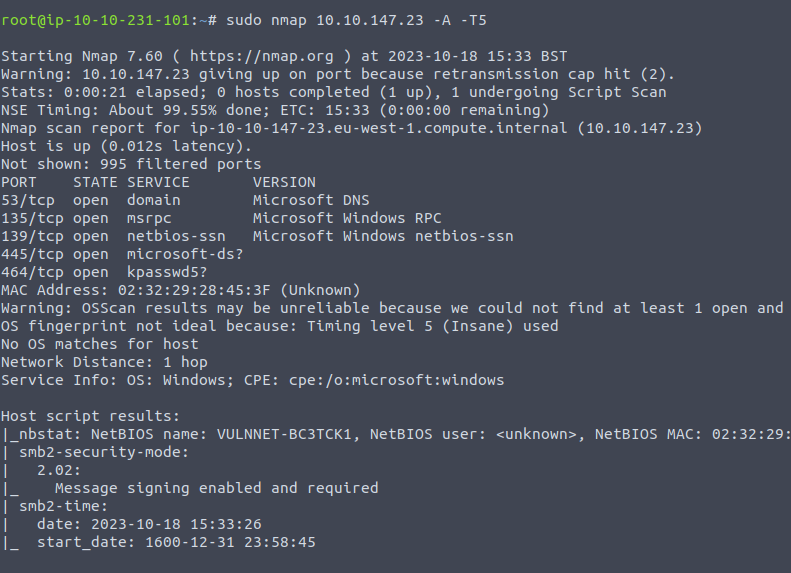 root@ip-10-10-231-101:~# sudo nmap 10.10.147.23 -A -T5
Starting Nmap 7.60 ( https://nmap.org ) at 2023-10-18 15:33 BST
Warning: 10.10.147.23 giving up on port because retransmission cap hit (2).
Stats: 0:00:21 elapsed; 0 hosts completed (1 up), 1 undergoing Script Scan
NSE Timing: About 99.55% done; ETC: 15:33 (0:00:00 remaining)
Nmap scan report for ip-10-10-147-23.eu-west-1.compute.internal (10.10.147.23)
Host is up (0.012s latency).
Not shown: 995 filtered ports
PORT    STATE SERVICE       VERSION
53/tcp  open  domain        Microsoft DNS
135/tcp open  msrpc         Microsoft Windows RPC
139/tcp open  netbios-ssn   Microsoft Windows netbios-ssn
445/tcp open  microsoft-ds?
464/tcp open  kpasswd5?
MAC Address: 02:32:29:28:45:3F (Unknown)
Warning: OSScan results may be unreliable because we could not find at least 1 open and
OS fingerprint not ideal because: Timing level 5 (Insane) used
No OS matches for host
Network Distance: 1 hop
Service Info: OS: Windows; CPE: cpe:/o:microsoft:windows
Host script results:
|_nbstat: NetBIOS name: VULNNET-BC3TCK1, NetBIOS user: <unknown>, NetBIOS MAC: 02:32:29:
| smb2-security-mode:
|   2.02:
|_    Message signing enabled and required
| smb2-time:
|   date: 2023-10-18 15:33:26
|_  start_date: 1600-12-31 23:58:45